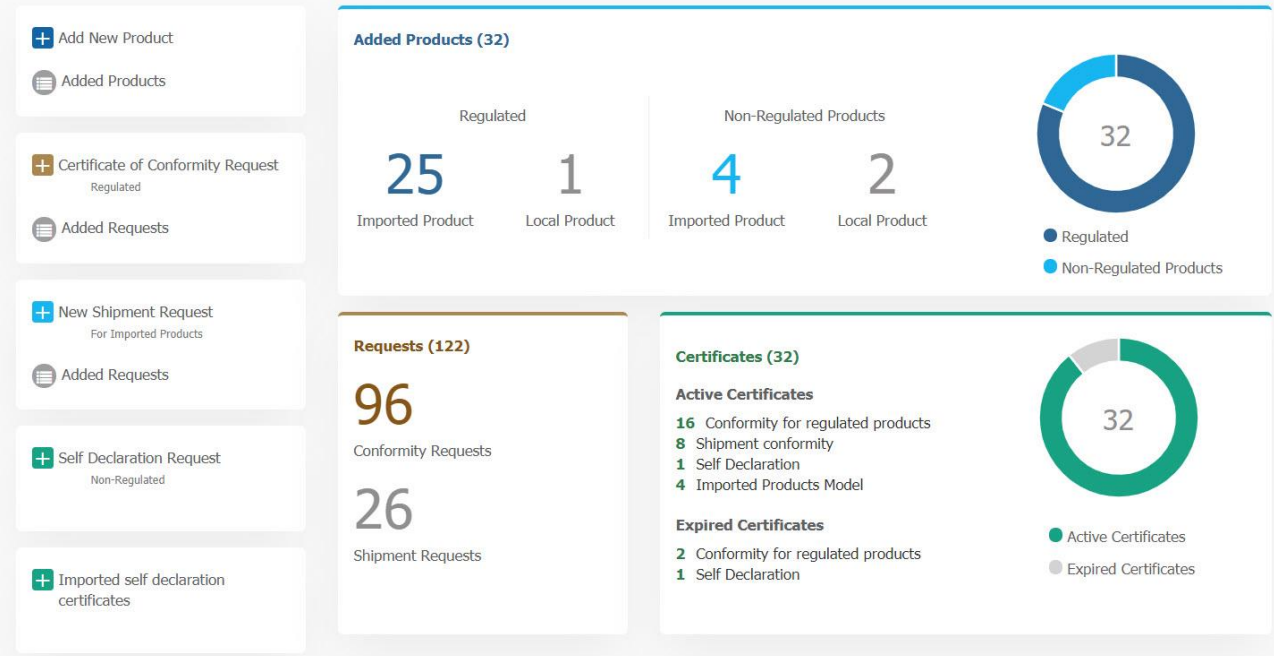 Add New Product
Added Products
Certificate of Conformity Request
Regulated
Added Requests
New Shipment Request
For Imported Products
Added Requests
Self Declaration Request
Non-Regulated
Imported self declaration
certificates
Added Products (32)
Regulated
25
Imported Product
1
Local Product
Non-Regulated Products
4
Imported Product
2
Local Product
32
Regulated
Non-Regulated Products
Requests (122)
96
Conformity Requests
26
Shipment Requests
Certificates (32)
Active Certificates
16 Conformity for regulated products
8 Shipment conformity
1 Self Declaration
4 Imported Products Model
Expired Certificates
2 Conformity for regulated products
1 Self Declaration
32
Active Certificates
Expired Certificates